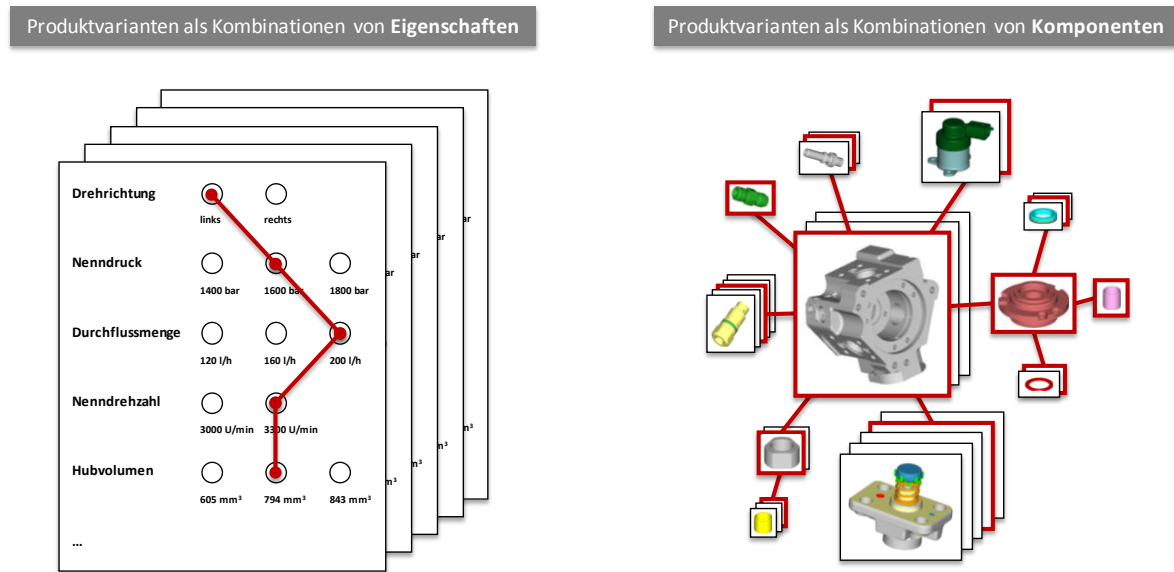 Produktvarianten als Kombinationen von Eigenschaften
Produktvarianten als Kombinationen von Komponenten
Drehrichtung
links rechts
Nenndruck
1400 bar 1600 bar 1800 bar
Durchflussmenge
120 l/h 160 l/h 200 l/h
Nenndrehzahl
3000 U/min 3300 U/min
Hubvolumen
605 mm³ 794 mm³ 843 mm³
...